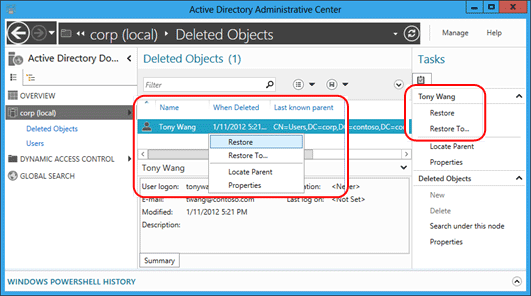 Active Directory Administrative Center
corp (local) Deleted Objects
Manage Help
Active Directory Do...
OVERVIEW
corp (local)
Deleted Objects
Users
DYNAMIC ACCESS CONTROL
GLOBAL SEARCH
Deleted Objects (1)
Filter
Name When Deleted Last known parent
Tony Wang 1/11/2012 5:21... CN=Users,DC=corp,DC=contoso,DC=co
Restore
Restore To...
Locate Parent
Properties
Tony Wang
User logon: <Never>
E-mail: twang@contoso.com Last log on: <Not Set>
Modified: 1/11/2012 5:21 PM
Description:
Summary
Tasks
Tony Wang
Restore
Restore To...
Locate Parent
Properties
Deleted Objects
New
Delete
Search under this node
Properties
WINDOWS POWERSHELL HISTORY